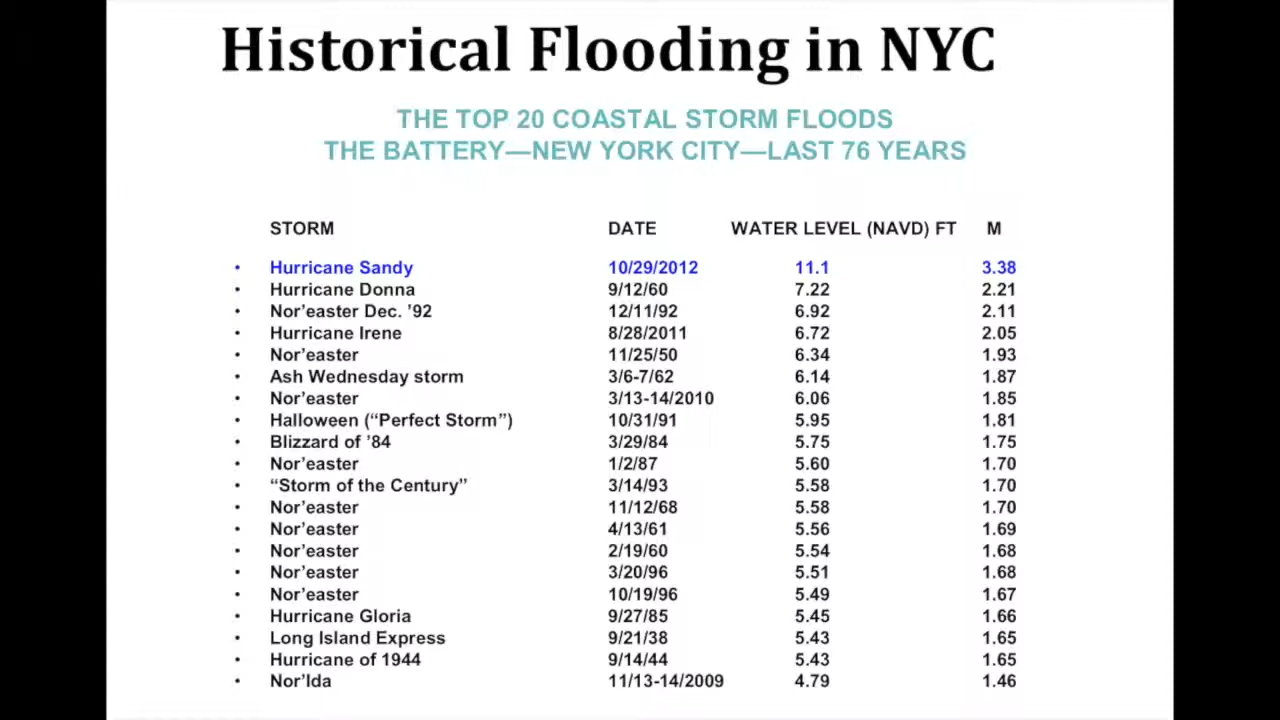 Historical Flooding in NYC
THE TOP 20 COASTAL STORM FLOODS
THE BATTERY—NEW YORK CITY—LAST 76 YEARS
STORM DATE WATER LEVEL (NAVD) FT M
• Hurricane Sandy 10/29/2012 11.1 3.38
• Hurricane Donna 9/12/60 7.22 2.21
• Nor’easter Dec. ’92 12/11/92 6.92 2.11
• Hurricane Irene 8/28/2011 6.72 2.05
• Nor’easter 11/25/50 6.34 1.93
• Ash Wednesday storm 3/6-7/62 6.14 1.87
• Nor’easter 3/13-14/2010 6.06 1.85
• Halloween (“Perfect Storm”) 10/31/91 5.95 1.81
• Blizzard of ’84 3/29/84 5.75 1.75
• Nor’easter 1/2/87 5.60 1.70
• “Storm of the Century” 3/14/93 5.58 1.70
• Nor’easter 11/12/68 5.58 1.70
• Nor’easter 4/13/61 5.56 1.69
• Nor’easter 2/19/60 5.54 1.68
• Nor’easter 3/20/96 5.51 1.68
• Nor’easter 10/19/96 5.49 1.67
• Hurricane Gloria 9/27/85 5.45 1.66
• Long Island Express 9/21/38 5.43 1.65
• Hurricane of 1944 9/14/44 5.43 1.65
• Nor’Ida 11/13-14/2009 4.79 1.46